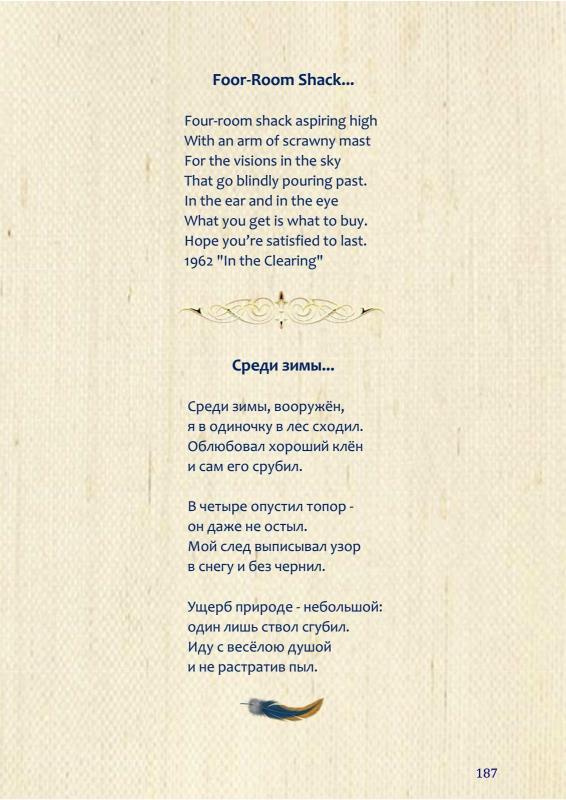 Foor-Room Shack...
Four-room shack aspiring high
With an arm of scrawny mast
For the visions in the sky
That go blindly pouring past.
In the ear and in the eye
What you get is what to buy.
Hope you’re satisfied to last.
1962 "In the Clearing"
Среди зимы...
Среди зимы, вооружён,
я в одиночку в лес сходил.
Облюбовал хороший клён
и сам его срубил.
В четыре опустил топор -
он даже не остыл.
Мой след выписывал узор
в снегу и без чернил.
Ущерб природе - небольшой:
один лишь ствол сгубил.
Иду с весёлою душой
и не растратив пыл.
187